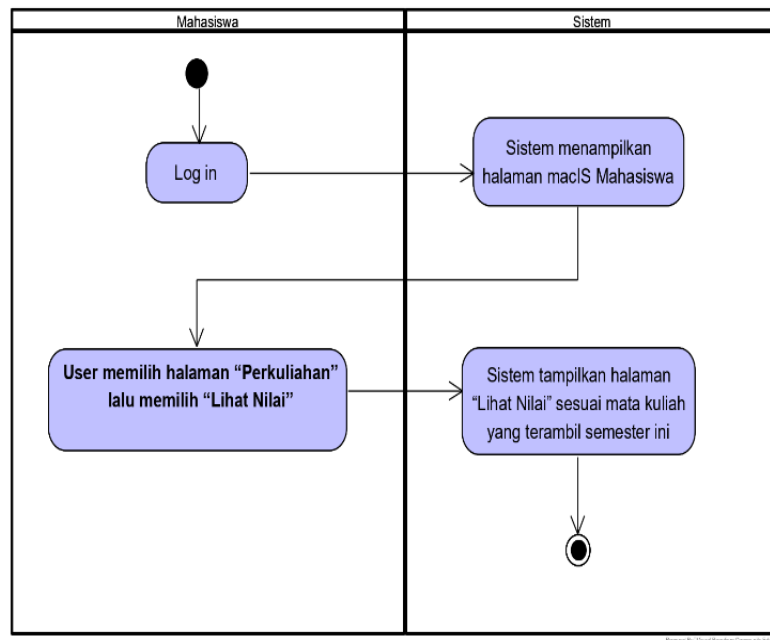 Mahasiswa
Sistem
Log in
Sistem menampilkan
halaman macIS Mahasiswa
User memilih halaman “Perkuliahan”
lalu memilih “Lihat Nilai”
Sistem tampilkan halaman
“Lihat Nilai” sesuai mata kuliah
yang terambil semester ini